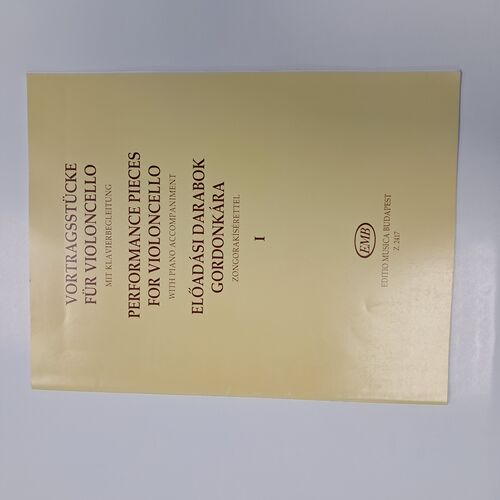 VORTRAGSSTÜCKE
FÜR VIOLONCELLO
MIT KLAVIERBEGLEITUNG
PERFORMANCE PIECES
FOR VIOLONCELLO
WITH PIANO ACCOMPANIMENT
ELŐADÁSI DARABOK
GORDONKÁRA
ZONGORAKÍSÉRETTEL
I
EMB
EDITIO MUSICA BUDAPEST
Z. 2417